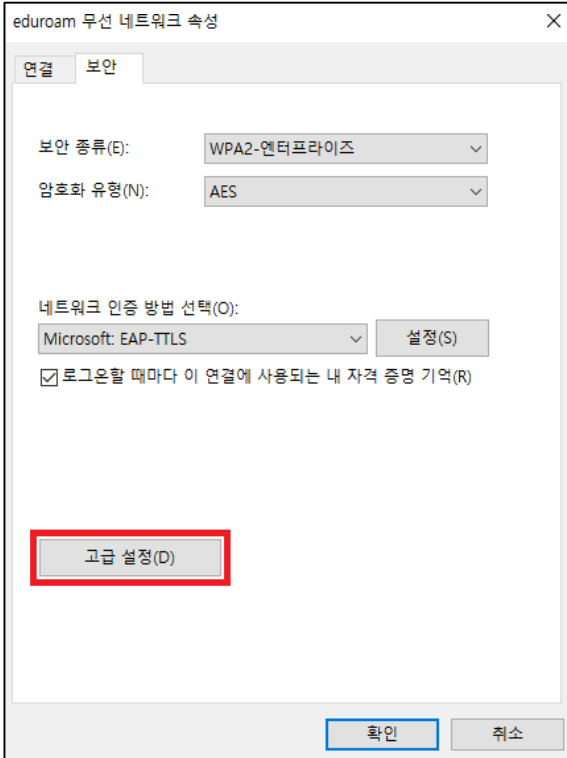 eduroam 무선 네트워크 속성
연결 보안
보안 종류(E): WPA2-엔터프라이즈
암호화 유형(N): AES
네트워크 인증 방법 선택(O):
Microsoft: EAP-TTLS 설정(S)
로그온할 때마다 이 연결에 사용되는 내 자격 증명 기억(R)
고급 설정(D)
확인 취소